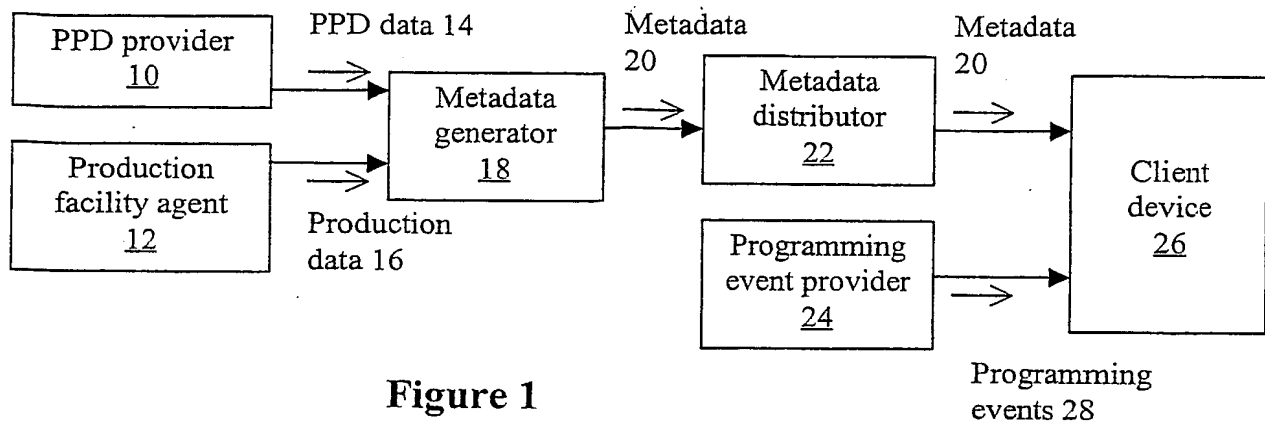 PPD provider
10
PPD data 14
Production
facility agent
12
Production
data 16
Metadata
generator
18
Metadata
20
Metadata
distributor
22
Metadata
20
Programming
event provider
24
Programming
events 28
Client
device
26
Figure 1